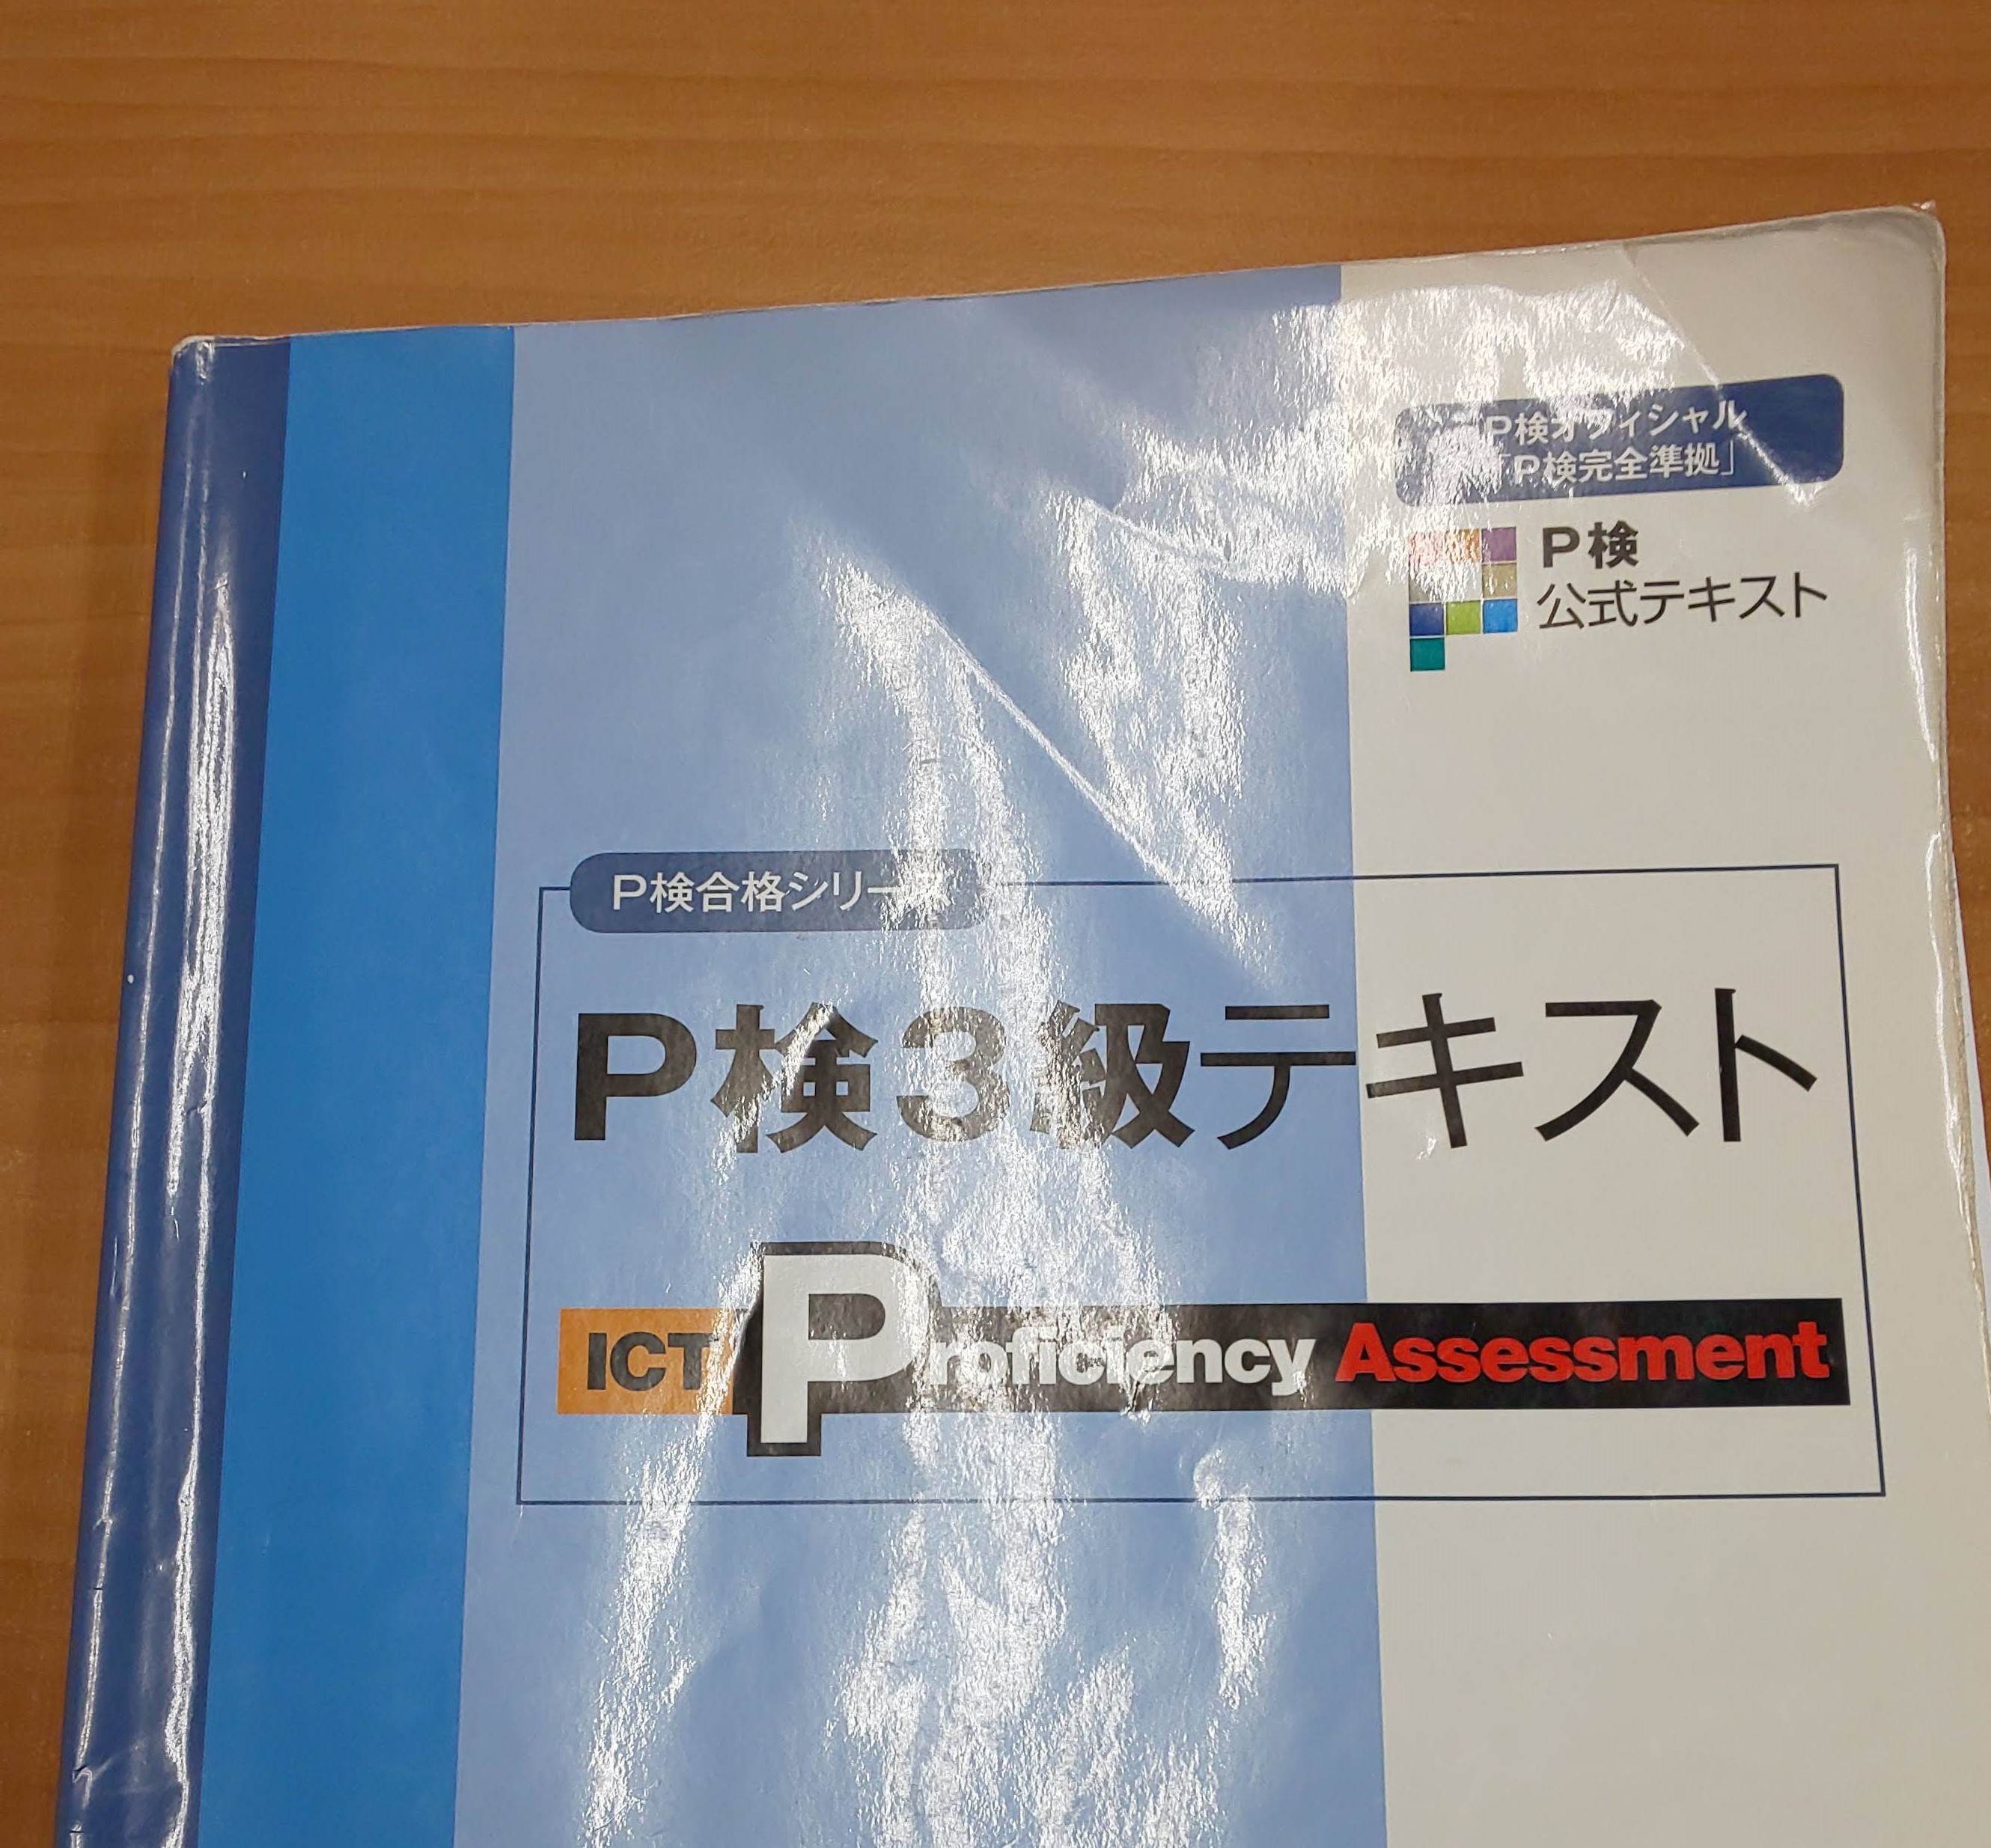 P検オフィシャル
「P検完全準拠」
P検
公式テキスト
P検合格シリーズ
P検3級テキスト
ICT Proficiency Assessment